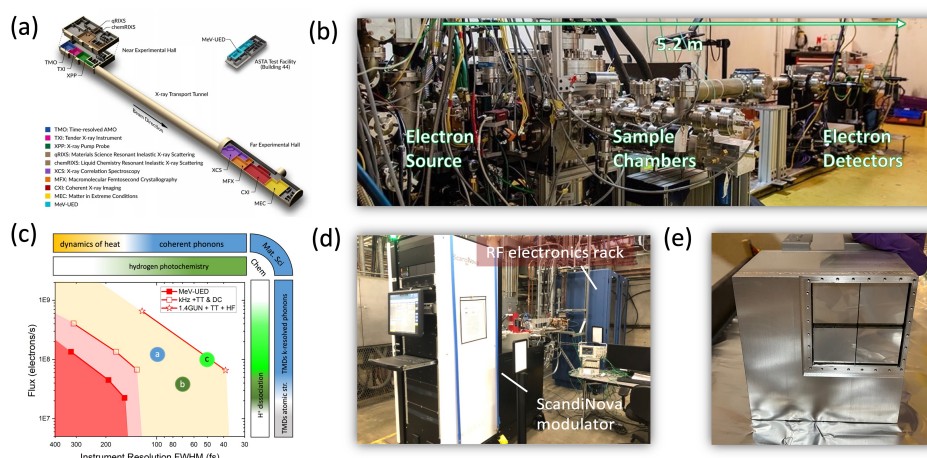 (a)
qRIXS
chemRIXS
Near Experimental Hall
TMO
TXI
XPP
MeV-UED
ASTA Test Facility
(Building 44)
X-ray Transport Tunnel
Beam Direction
TMO: Time-resolved AMO
TXI: Tender X-ray Instrument
XPP: X-ray Pump Probe
qRIXS: Materials Science Resonant Inelastic X-ray Scattering
chemRIXS: Liquid Chemistry Resonant Inelastic X-ray Scattering
XCS: X-ray Correlation Spectroscopy
MFX: Macromolecular Femtosecond Crystallography
CXI: Coherent X-ray Imaging
MEC: Matter in Extreme Conditions
MeV-UED
Far Experimental Hall
XCS
MFX
CXI
MEC
(b)
5.2 m
Electron
Source
Sample
Chambers
Electron
Detectors
(c)
dynamics of heat
coherent phonons
Mat. Sci
hydrogen photochemistry
Chem
MeV-UED
kHz +TT & DC
1.4GUN + TT + HF
a
b
c
Flux (electrons/s)
1E9
1E8
1E7
400
300
200
100
90
80
70
60
50
40
30
Instrument Resolution FWHM (fs)
TMDs k-resolved phonons
TMDs atomic str.
(d)
RF electronics rack
ScandiNova
modulator
(e)